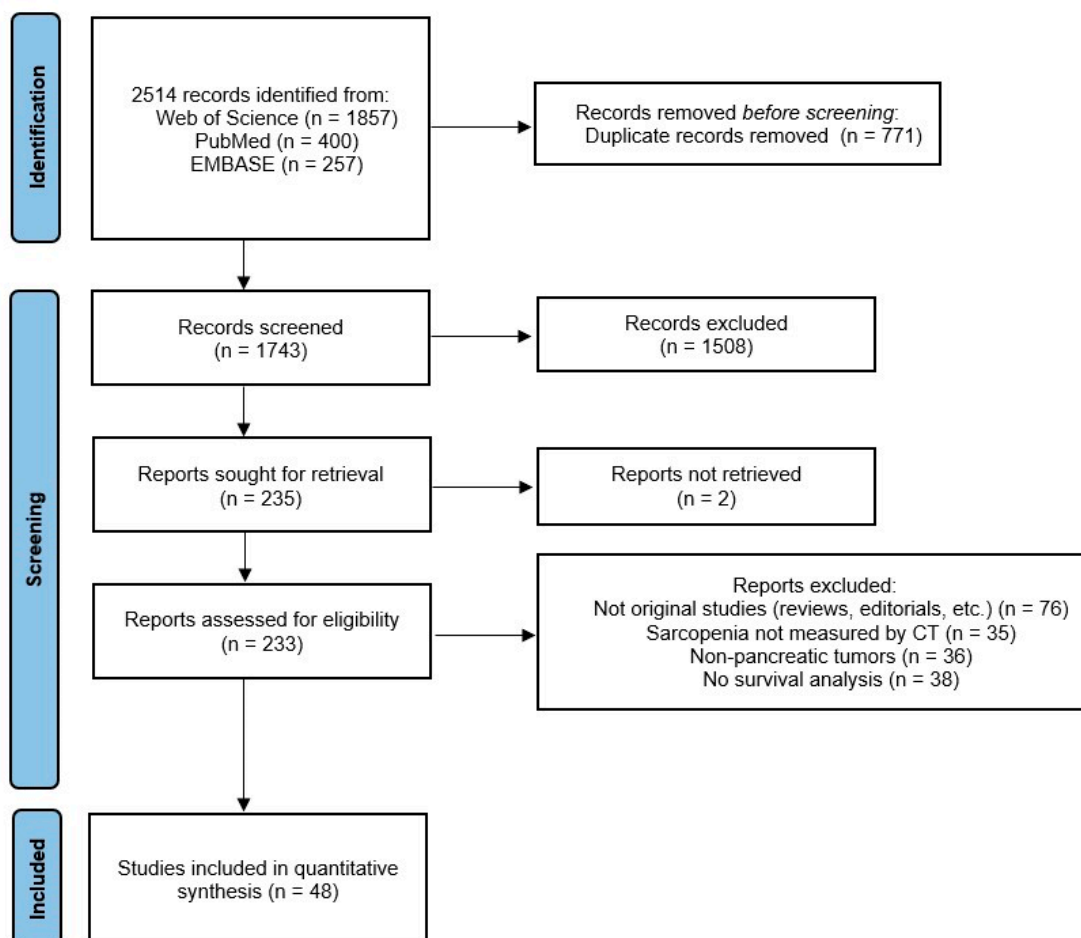 Identification
2514 records identified from:
Web of Science (n = 1857)
PubMed (n = 400)
EMBASE (n = 257)
Records removed before screening:
Duplicate records removed (n = 771)
Screening
Records screened
(n = 1743)
Records excluded
(n = 1508)
Reports sought for retrieval
(n = 235)
Reports not retrieved
(n = 2)
Reports assessed for eligibility
(n = 233)
Reports excluded:
Not original studies (reviews, editorials, etc.) (n = 76)
Sarcopenia not measured by CT (n = 35)
Non-pancreatic tumors (n = 36)
No survival analysis (n = 38)
Included
Studies included in quantitative
synthesis (n = 48)